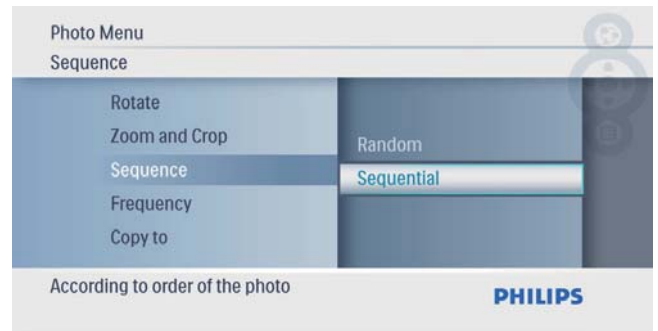 Photo Menu
Sequence
Rotate
Zoom and Crop
Sequence
Frequency
Copy to
Random
Sequential
According to order of the photo
PHILIPS